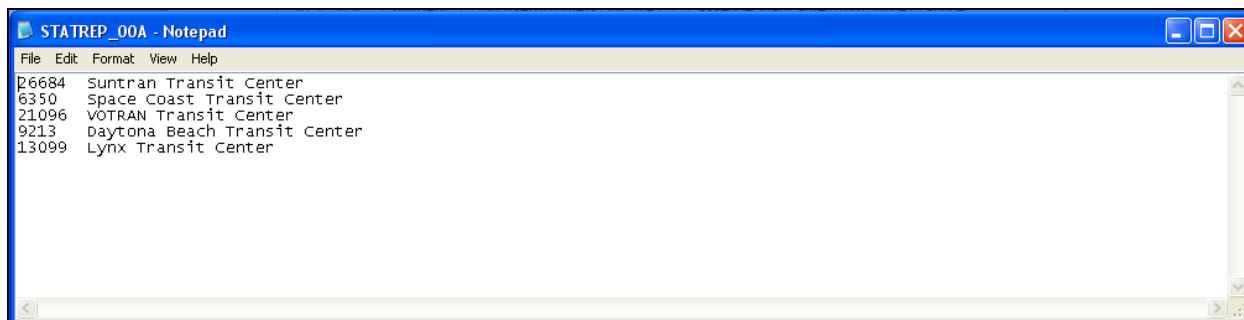 STATREP_00A - Notepad
File Edit Format View Help
26684 Suntran Transit Center
6350 Space Coast Transit Center
21096 VOTRAN Transit Center
9213 Daytona Beach Transit Center
13099 Lynx Transit Center